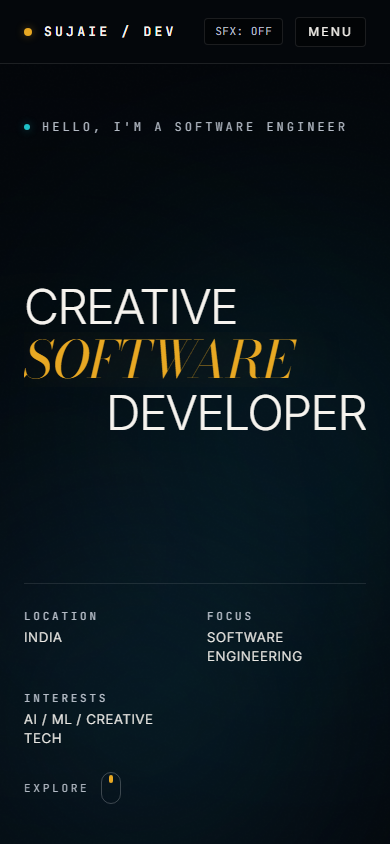 SUJAIE / DEV
SFX: OFF
MENU
HELLO, I'M A SOFTWARE ENGINEER
CREATIVE
SOFTWARE
DEVELOPER
LOCATION
INDIA
FOCUS
SOFTWARE
ENGINEERING
INTERESTS
AI / ML / CREATIVE
TECH
EXPLORE